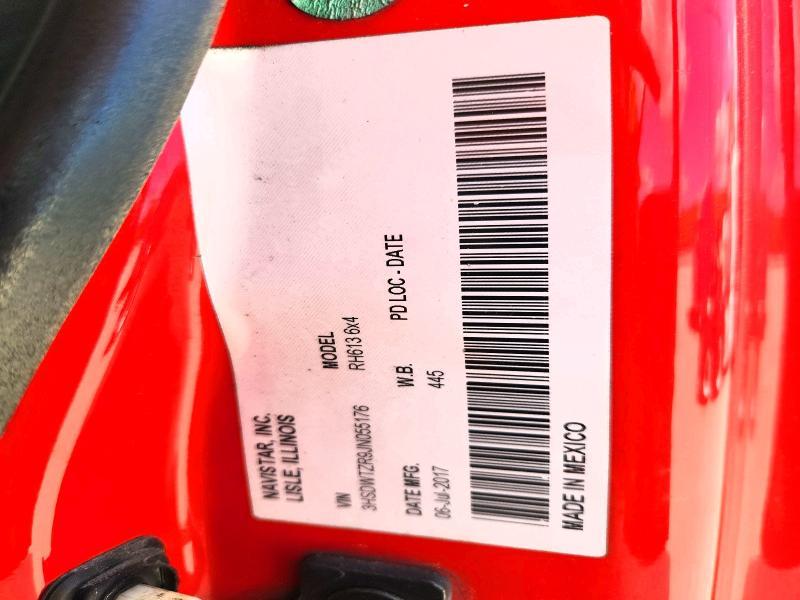 NAVISTAR, INC.
LISLE, ILLINOIS
VIN MODEL
3HSDWTZR9JN055176 RH613 6x4
DATE MFG. W.B. PD LOC - DATE
06-Jul-2017 445
MADE IN MEXICO